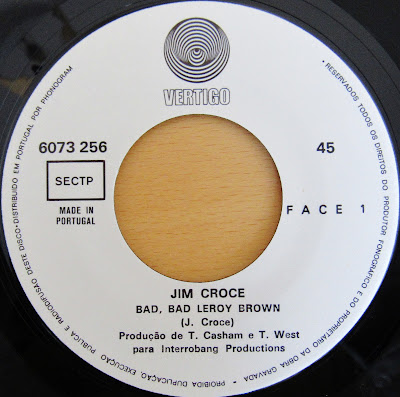 VERTIGO
6073 256
45
SECTP
MADE IN
PORTUGAL
FACE 1
JIM CROCE
BAD, BAD LEROY BROWN
(J. Croce)
Produção de T. Casham e T. West
para Interrobang Productions
• RESERVADOS TODOS OS DIREITOS DO PRODUTOR FONOGRÁFICO E DO PROPRIETÁRIO DA OBRA GRAVADA • PROIBIDA DUPLICAÇÃO, EXECUÇÃO PUBLICA E RADIODIFUSÃO DESTE DISCO • DISTRIBUIDO EM PORTUGAL POR PHONOGRAM